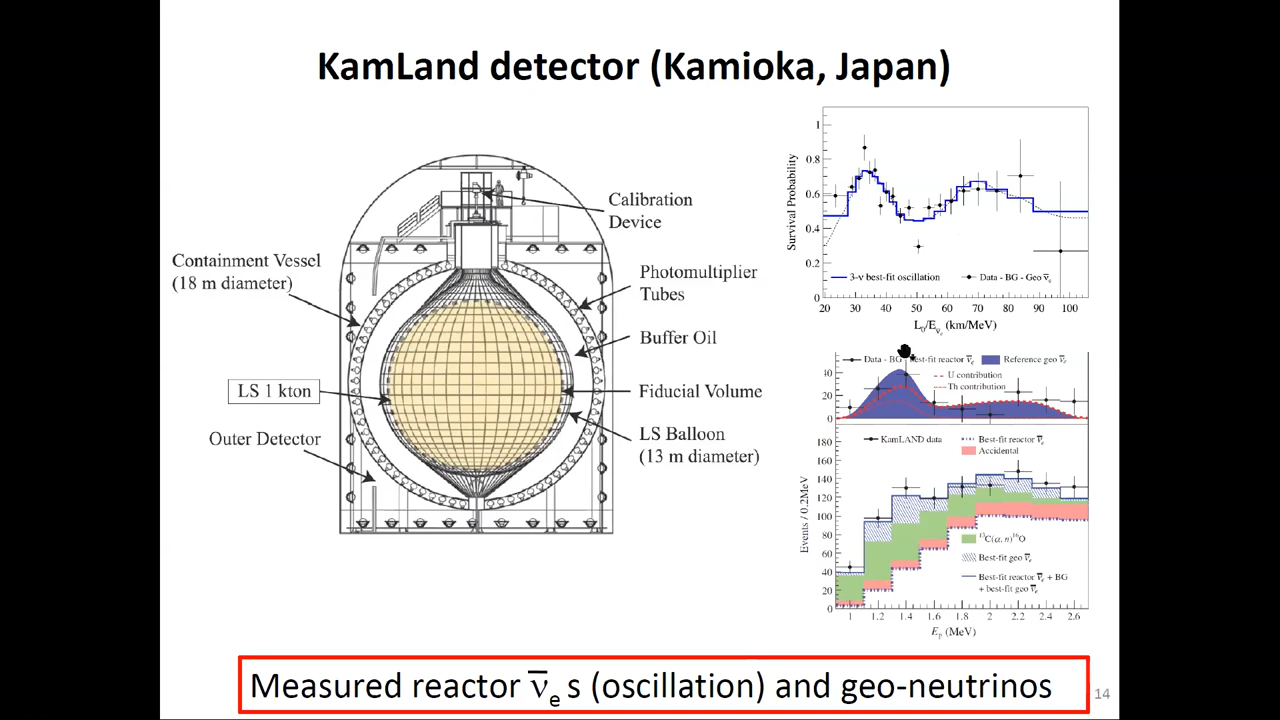 KamLand detector (Kamioka, Japan)
Calibration
Device
Containment Vessel
(18 m diameter)
Photomultiplier
Tubes
Buffer Oil
LS 1 kton
Fiducial Volume
Outer Detector
LS Balloon
(13 m diameter)
Survival Probability
1
0.8
0.6
0.4
0.2
0
3-ν best-fit oscillation
Data - BG - Geo ν̅e
20 30 40 50 60 70 80 90 100
L0/Eν̅e (km/MeV)
Data - BG - best-fit reactor ν̅e
Reference geo ν̅e
U contribution
Th contribution
40
20
0
KamLAND data
Best-fit reactor ν̅e
Accidental
180
160
140
120
100
80
60
40
20
0
Events / 0.2MeV
13C(α, n)16O
Best-fit geo ν̅e
Best-fit reactor ν̅e + BG
+ best-fit geo ν̅e
1 1.2 1.4 1.6 1.8 2 2.2 2.4 2.6
Ep (MeV)
Measured reactor ν̅e s (oscillation) and geo-neutrinos
14